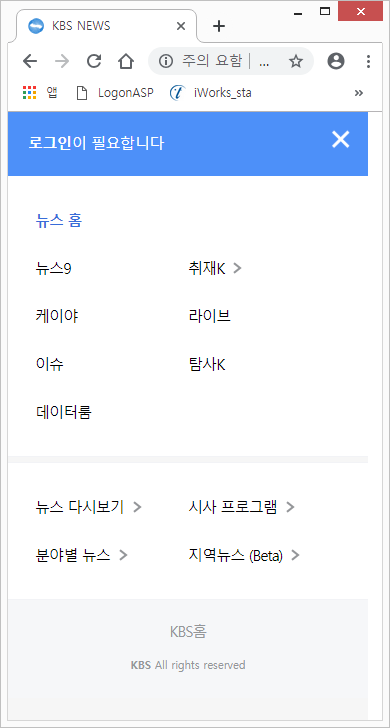 KBS NEWS
주의 요함 | ...
앱 LogonASP iWorks_sta »
로그인이 필요합니다
뉴스 홈
뉴스9 취재K
케이야 라이브
이슈 탐사K
데이터룸
뉴스 다시보기 시사 프로그램
분야별 뉴스 지역뉴스 (Beta)
KBS홈
KBS All rights reserved